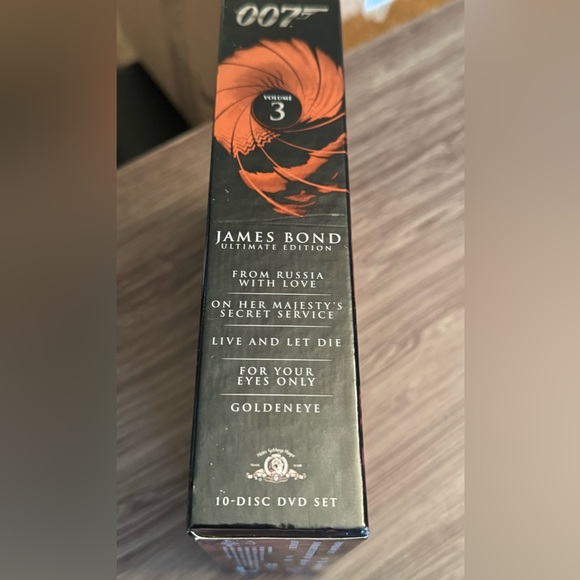 007
VOLUME
3
JAMES BOND
ULTIMATE EDITION
FROM RUSSIA
WITH LOVE
ON HER MAJESTY'S
SECRET SERVICE
LIVE AND LET DIE
FOR YOUR
EYES ONLY
GOLDENEYE
10-DISC DVD SET